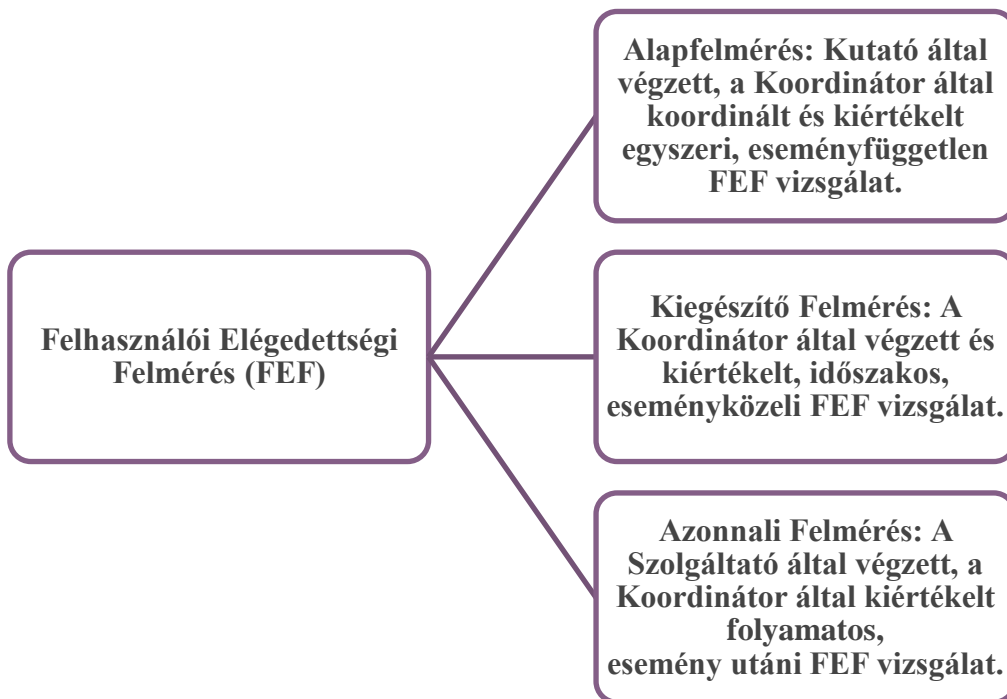 Alapfelmérés: Kutató által
végzett, a Koordinátor által
koordinált és kiértékelt
egyszeri, eseményfüggetlen
FEF vizsgálat.
Felhasználói Elégedettségi
Felmérés (FEF)
Kiegészítő Felmérés: A
Koordinátor által végzett és
kiértékelt, időszakos,
eseményközeli FEF vizsgálat.
Azonnali Felmérés: A
Szolgáltató által végzett, a
Koordinátor által kiértékelt
folyamatos,
esemény utáni FEF vizsgálat.